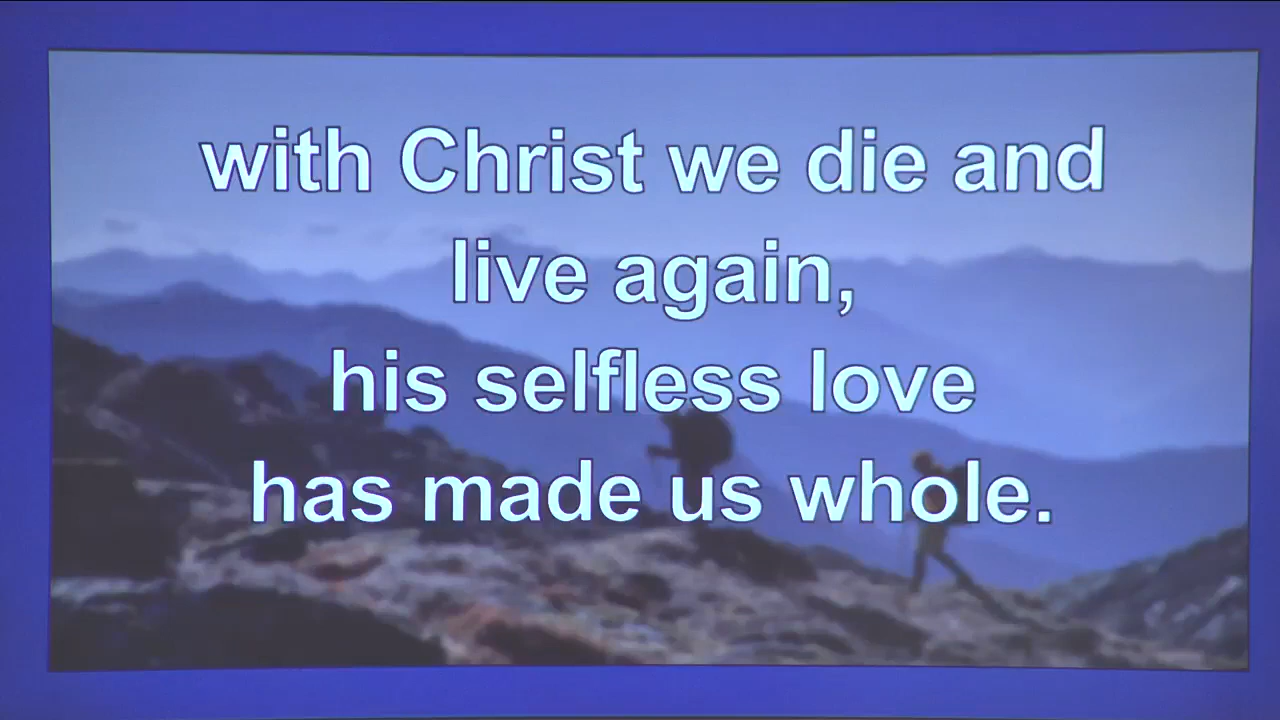 with Christ we die and
live again,
his selfless love
has made us whole.